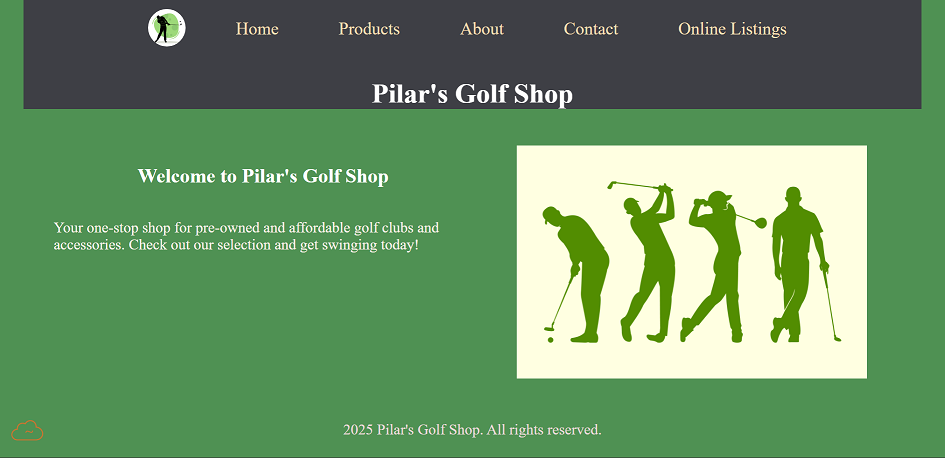 Home Products About Contact Online Listings
Pilar's Golf Shop
Welcome to Pilar's Golf Shop
Your one-stop shop for pre-owned and affordable golf clubs and
accessories. Check out our selection and get swinging today!
2025 Pilar's Golf Shop. All rights reserved.